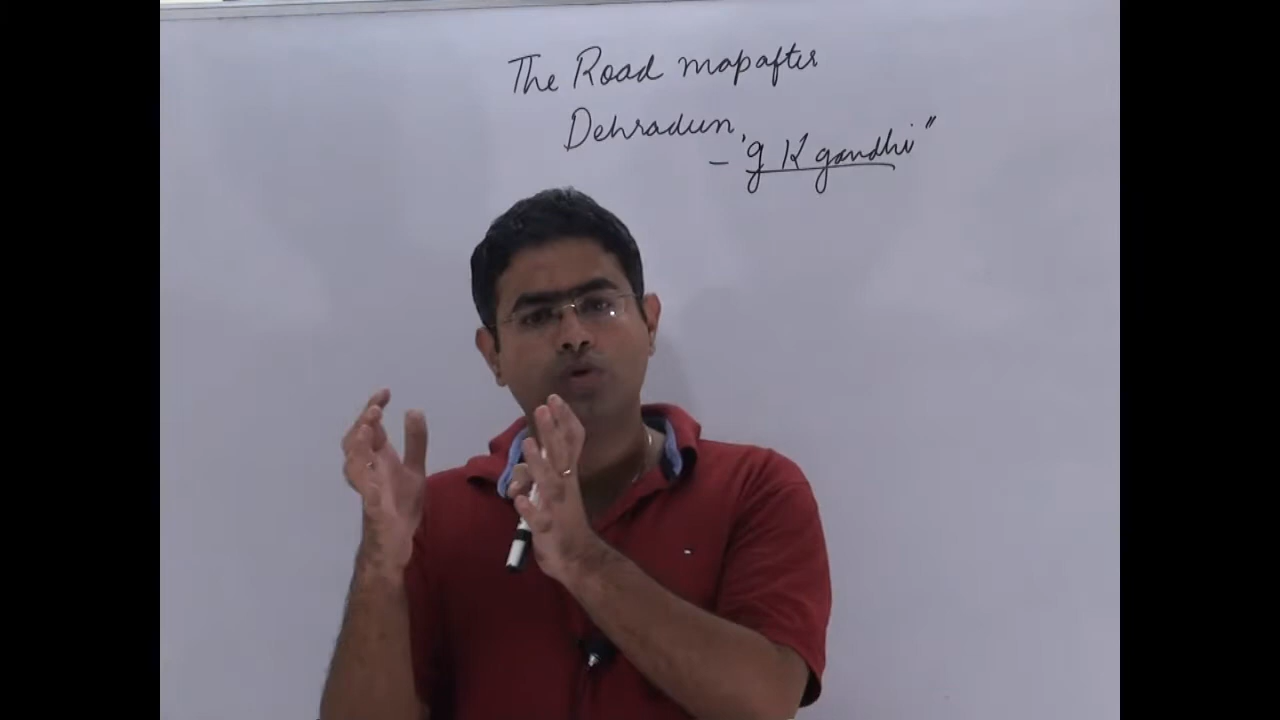 The Road map after
Dehradun,
- "g K gandhi"